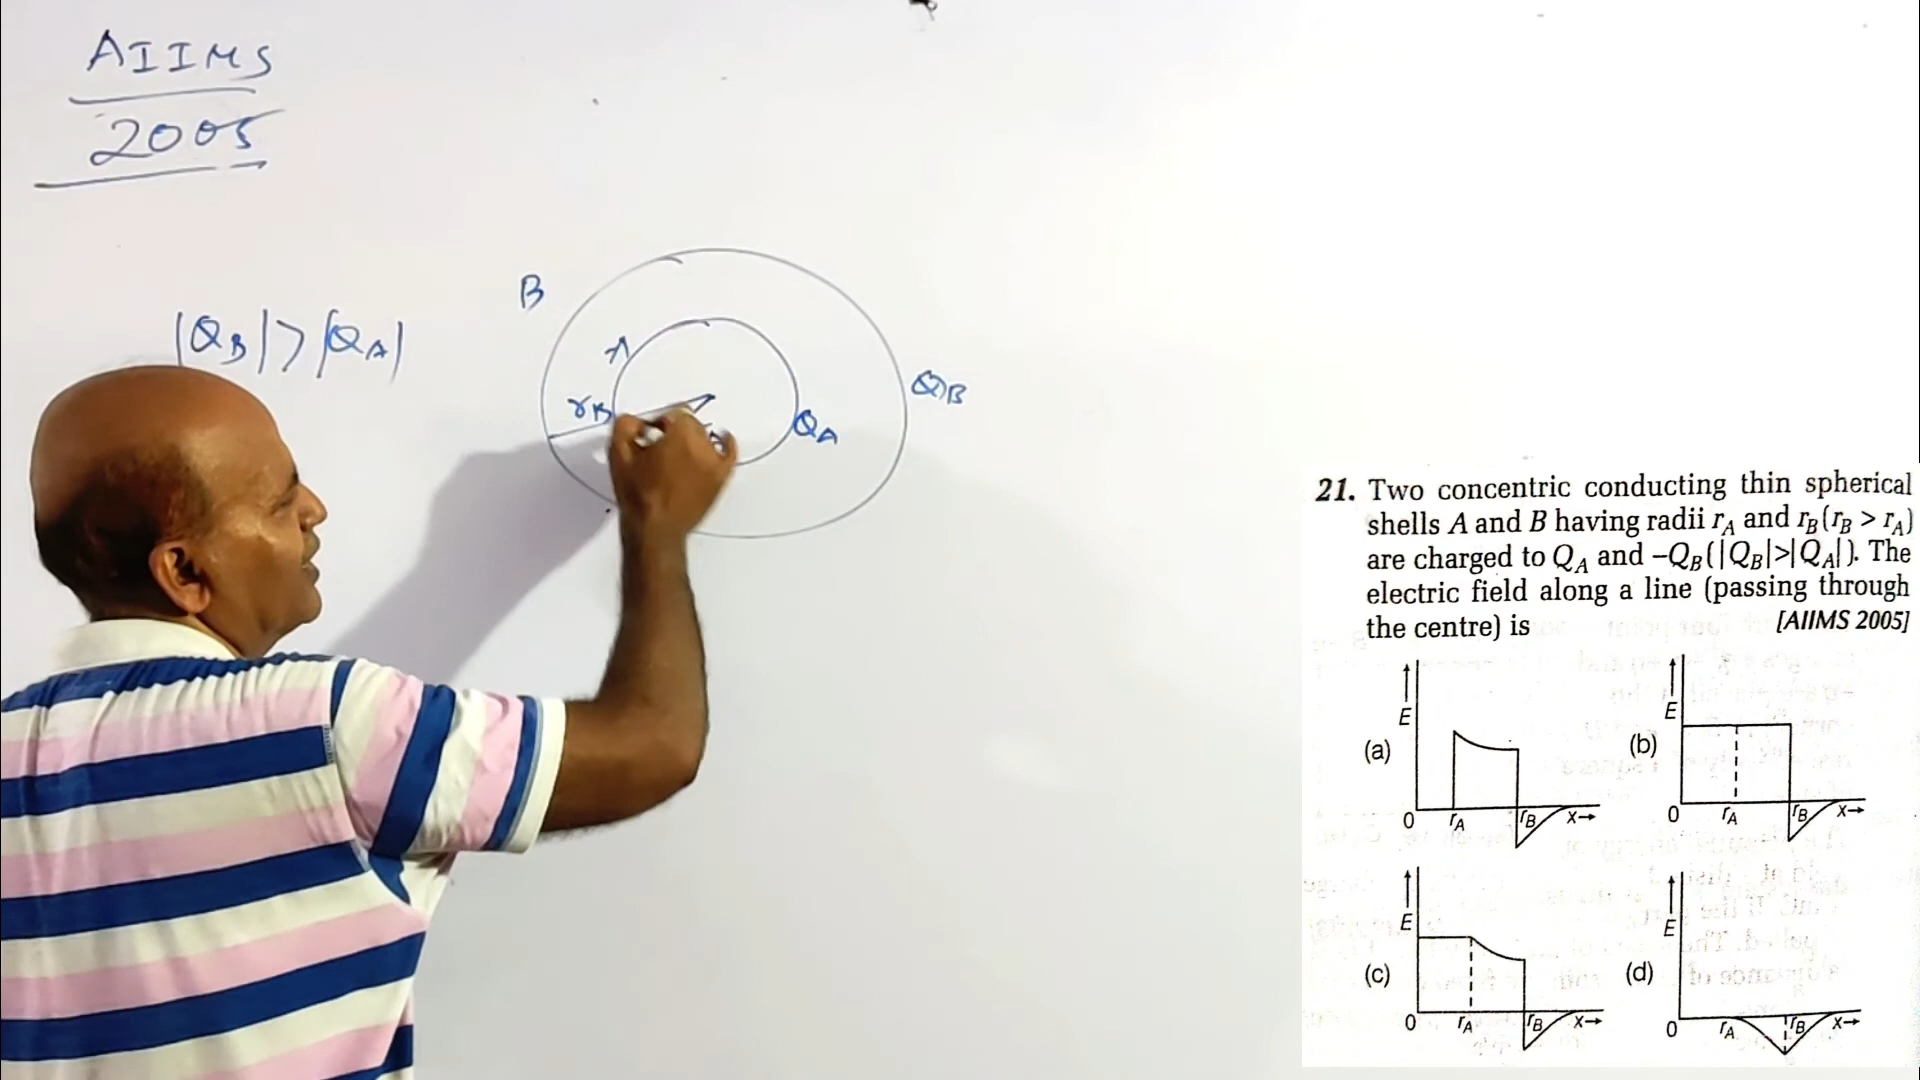 AIIMS
2005
|QB|>|QA|
B
A
rB
QA
QB
21. Two concentric conducting thin spherical
shells A and B having radii rA and rB(rB > rA)
are charged to QA and –QB(|QB|>|QA|). The
electric field along a line (passing through
the centre) is [AIIMS 2005]
(a) E 0 rA rB x→
(b) E 0 rA rB x→
(c) E 0 rA rB x→
(d) E 0 rA rB x→